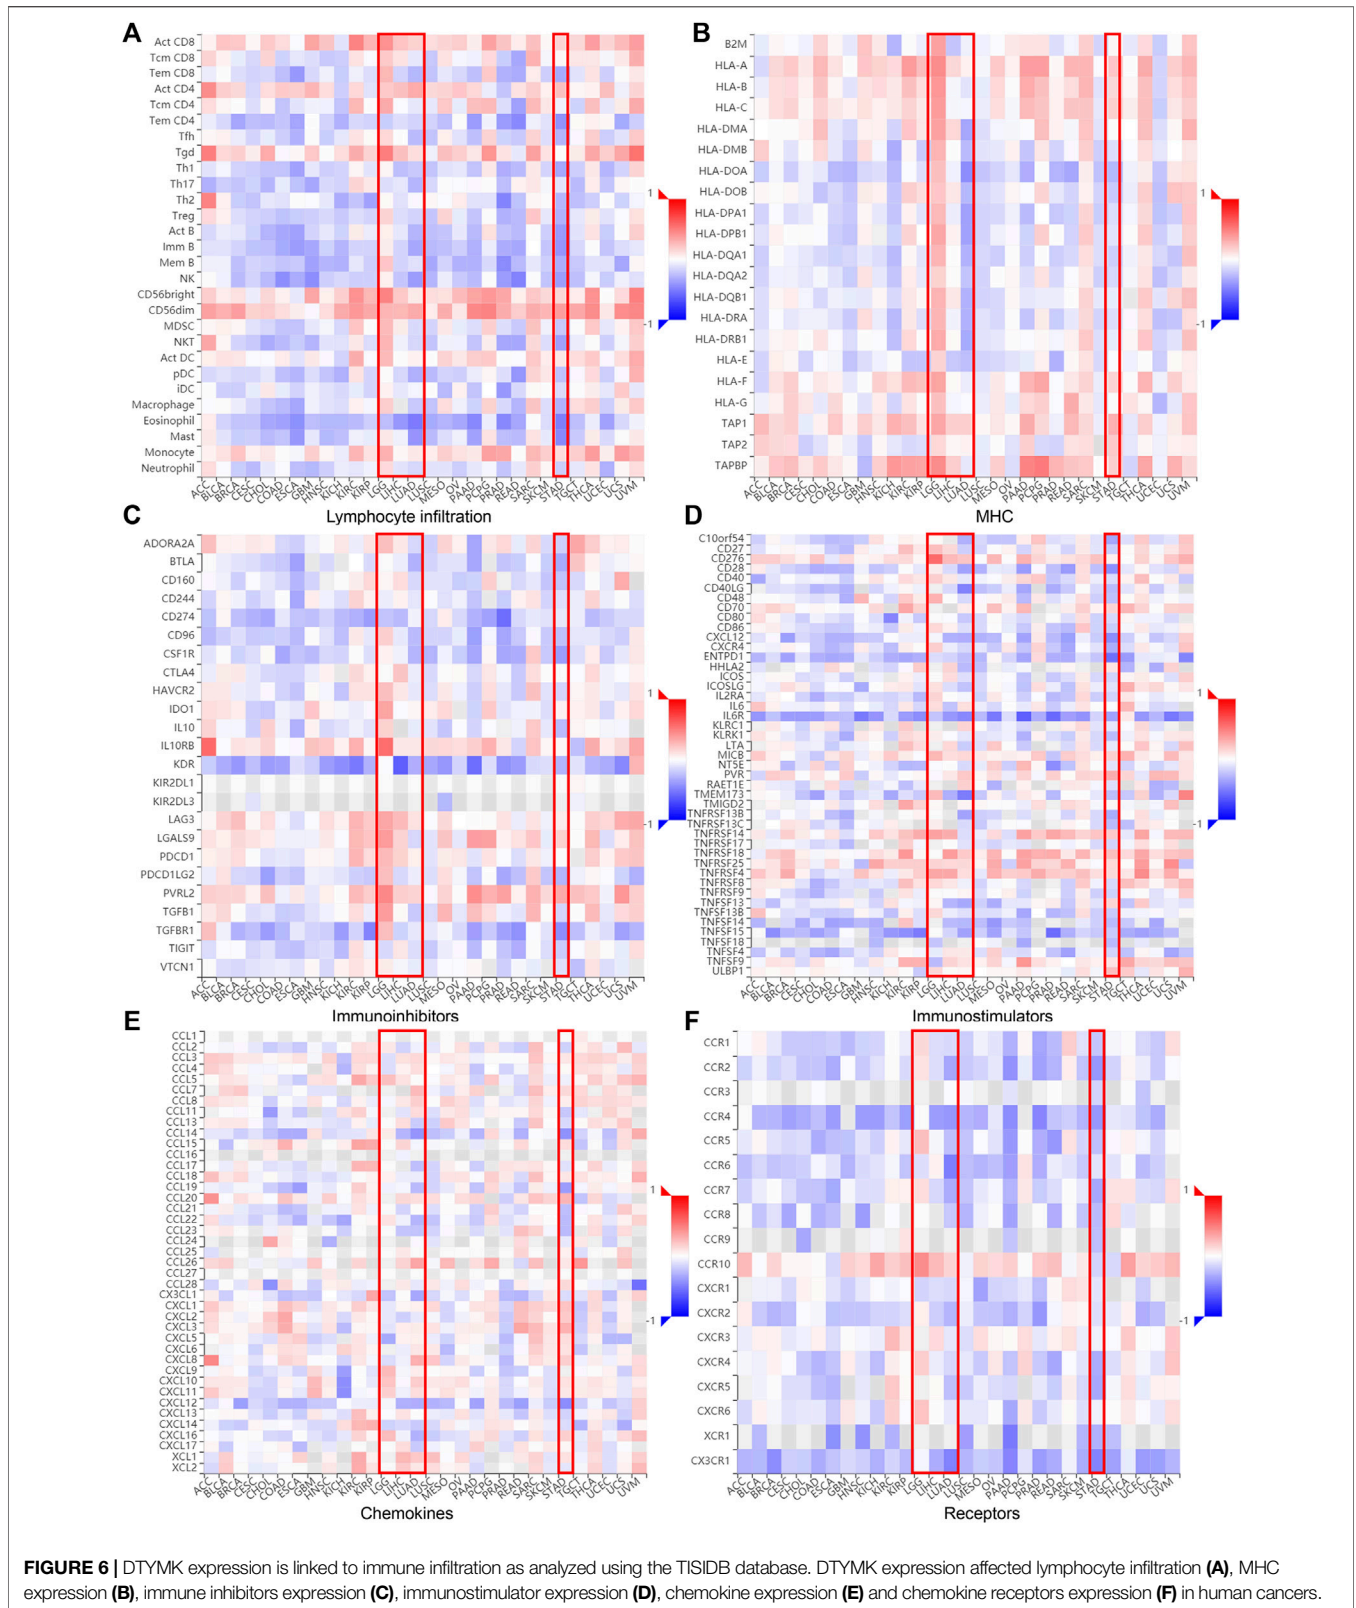 A
Act CD8
Tcm CD8
Tem CD8
Act CD4
Tcm CD4
Tem CD4
Tfh
Tgd
Th1
Th17
Th2
Treg
Act B
Imm B
Mem B
NK
CD56bright
CD56dim
MDSC
NKT
Act DC
pDC
iDC
Macrophage
Eosinophil
Mast
Monocyte
Neutrophil
ACC BLCA BRCA CESC CHOL COAD ESCA GBM HNSC KICH KIRC KIRP LGG LIHC LUAD LUSC MESO OV PAAD PCPG PRAD READ SARC SKCM STAD TGCT THCA UCEC UCS UVM
Lymphocyte infiltration
1
-1
B
B2M
HLA-A
HLA-B
HLA-C
HLA-DMA
HLA-DMB
HLA-DOA
HLA-DOB
HLA-DPA1
HLA-DPB1
HLA-DQA1
HLA-DQA2
HLA-DQB1
HLA-DRA
HLA-DRB1
HLA-E
HLA-F
HLA-G
TAP1
TAP2
TAPBP
ACC BLCA BRCA CESC CHOL COAD ESCA GBM HNSC KICH KIRC KIRP LGG LIHC LUAD LUSC MESO OV PAAD PCPG PRAD READ SARC SKCM STAD TGCT THCA UCEC UCS UVM
MHC
1
-1
C
ADORA2A
BTLA
CD160
CD244
CD274
CD96
CSF1R
CTLA4
HAVCR2
IDO1
IL10
IL10RB
KDR
KIR2DL1
KIR2DL3
LAG3
LGALS9
PDCD1
PDCD1LG2
PVRL2
TGFB1
TGFBR1
TIGIT
VTCN1
ACC BLCA BRCA CESC CHOL COAD ESCA GBM HNSC KICH KIRC KIRP LGG LIHC LUAD LUSC MESO OV PAAD PCPG PRAD READ SARC SKCM STAD TGCT THCA UCEC UCS UVM
Immunoinhibitors
1
-1
D
C10orf54
CD27
CD276
CD28
CD40
CD40LG
CD48
CD70
CD80
CD86
CXCL12
CXCR4
ENTPD1
HHLA2
ICOS
ICOSLG
IL2RA
IL6
IL6R
KLRC1
KLRK1
LTA
MICB
NT5E
PVR
RAET1E
TMEM173
TMIGD2
TNFRSF13B
TNFRSF13C
TNFRSF14
TNFRSF17
TNFRSF18
TNFRSF25
TNFRSF4
TNFRSF8
TNFRSF9
TNFSF13
TNFSF13B
TNFSF14
TNFSF15
TNFSF18
TNFSF4
TNFSF9
ULBP1
ACC BLCA BRCA CESC CHOL COAD ESCA GBM HNSC KICH KIRC KIRP LGG LIHC LUAD LUSC MESO OV PAAD PCPG PRAD READ SARC SKCM STAD TGCT THCA UCEC UCS UVM
Immunostimulators
1
-1
E
CCL1
CCL2
CCL3
CCL4
CCL5
CCL7
CCL8
CCL11
CCL13
CCL14
CCL15
CCL16
CCL17
CCL18
CCL19
CCL20
CCL21
CCL22
CCL23
CCL24
CCL25
CCL26
CCL27
CCL28
CX3CL1
CXCL1
CXCL2
CXCL3
CXCL5
CXCL6
CXCL8
CXCL9
CXCL10
CXCL11
CXCL12
CXCL13
CXCL14
CXCL16
CXCL17
XCL1
XCL2
ACC BLCA BRCA CESC CHOL COAD ESCA GBM HNSC KICH KIRC KIRP LGG LIHC LUAD LUSC MESO OV PAAD PCPG PRAD READ SARC SKCM STAD TGCT THCA UCEC UCS UVM
Chemokines
1
-1
F
CCR1
CCR2
CCR3
CCR4
CCR5
CCR6
CCR7
CCR8
CCR9
CCR10
CXCR1
CXCR2
CXCR3
CXCR4
CXCR5
CXCR6
XCR1
CX3CR1
ACC BLCA BRCA CESC CHOL COAD ESCA GBM HNSC KICH KIRC KIRP LGG LIHC LUAD LUSC MESO OV PAAD PCPG PRAD READ SARC SKCM STAD TGCT THCA UCEC UCS UVM
Receptors
1
-1
FIGURE 6 | DTYMK expression is linked to immune infiltration as analyzed using the TISIDB database. DTYMK expression affected lymphocyte infiltration (A), MHC
expression (B), immune inhibitors expression (C), immunostimulator expression (D), chemokine expression (E) and chemokine receptors expression (F) in human cancers.